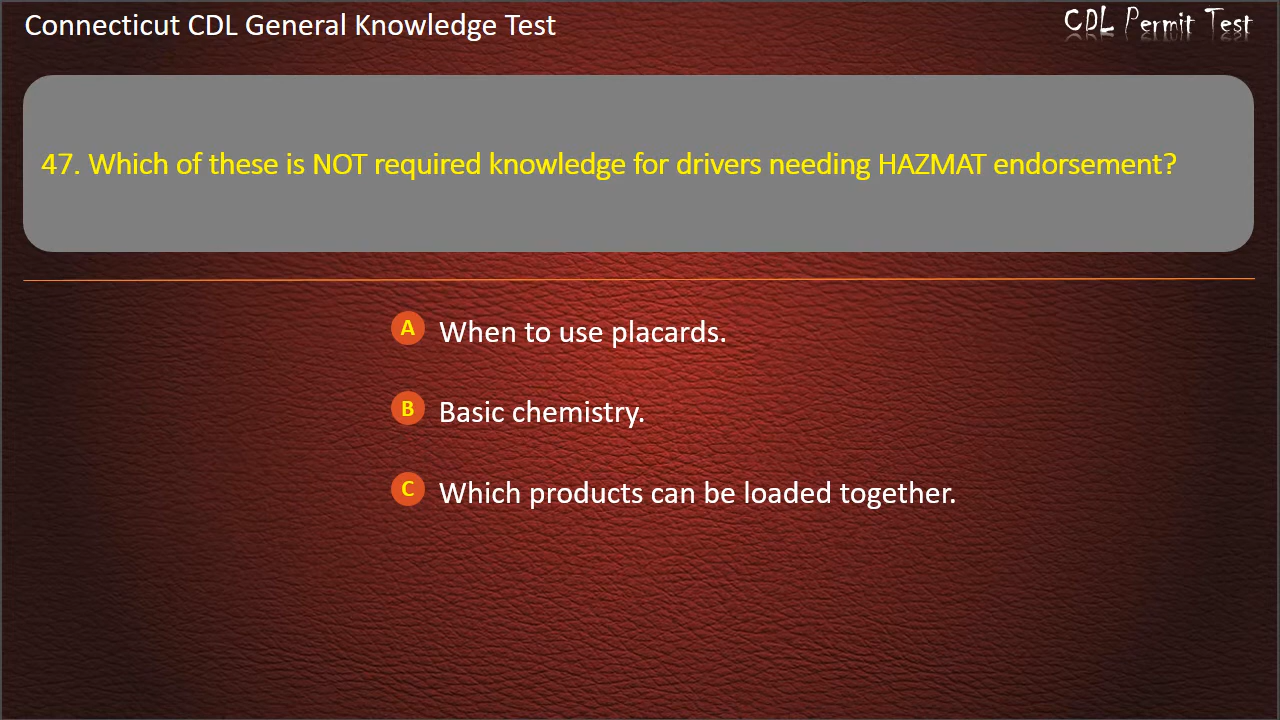 Connecticut CDL General Knowledge Test
CDL Permit Test
47. Which of these is NOT required knowledge for drivers needing HAZMAT endorsement?
A When to use placards.
B Basic chemistry.
C Which products can be loaded together.